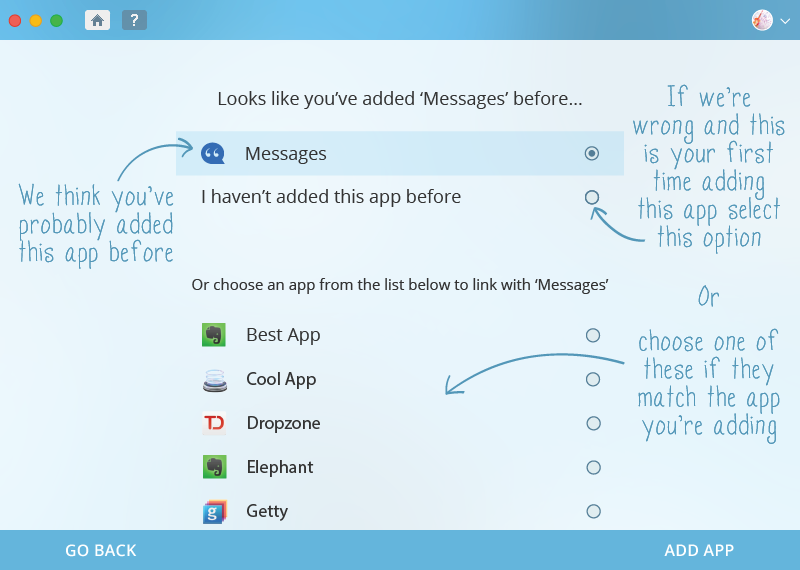 ?
Looks like you've added ‘Messages’ before...
Messages
I haven't added this app before
We think you've
probably added
this app before
If we're
wrong and this
is your first
time adding
this app select
this option
Or choose an app from the list below to link with ‘Messages’
Or
choose one of
these if they
match the app
you're adding
Best App
Cool App
Dropzone
Elephant
g Getty
GO BACK
ADD APP